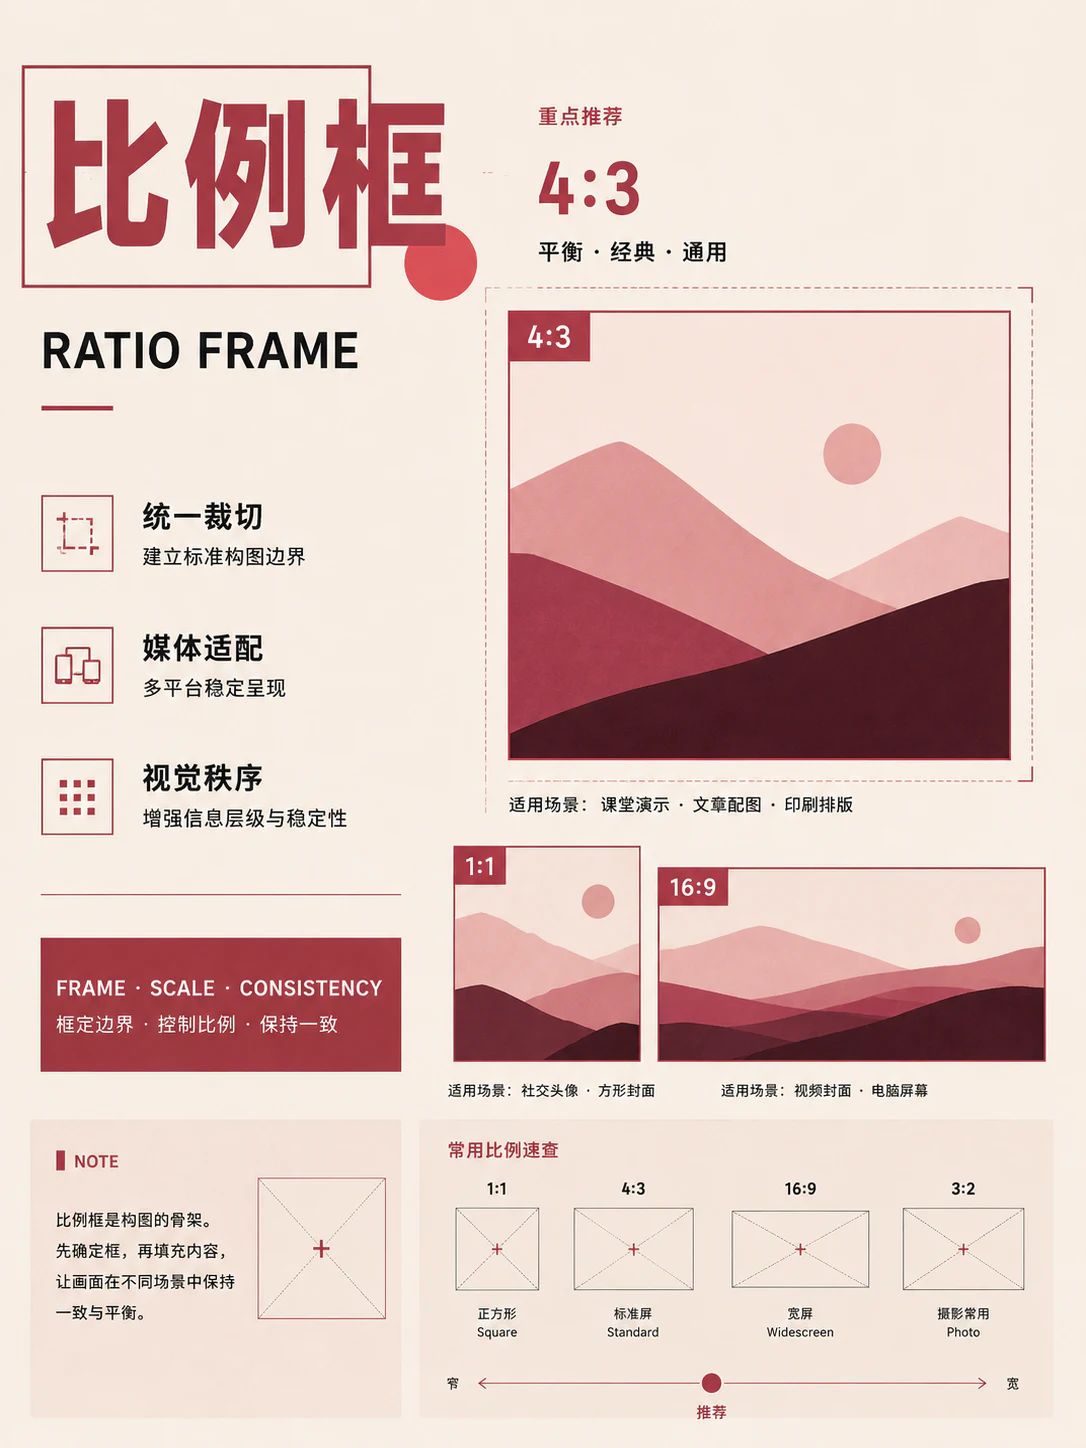 比例框
RATIO FRAME
统一裁切
建立标准构图边界
媒体适配
多平台稳定呈现
视觉秩序
增强信息层级与稳定性
FRAME · SCALE · CONSISTENCY
框定边界 · 控制比例 · 保持一致
重点推荐
4:3
平衡 · 经典 · 通用
4:3
适用场景： 课堂演示 · 文章配图 · 印刷排版
1:1
适用场景：社交头像 · 方形封面
16:9
适用场景：视频封面 · 电脑屏幕
NOTE
比例框是构图的骨架。
先确定框，再填充内容，
让画面在不同场景中保持
一致与平衡。
常用比例速查
1:1
正方形
Square
4:3
标准屏
Standard
16:9
宽屏
Widescreen
3:2
摄影常用
Photo
窄
宽
推荐